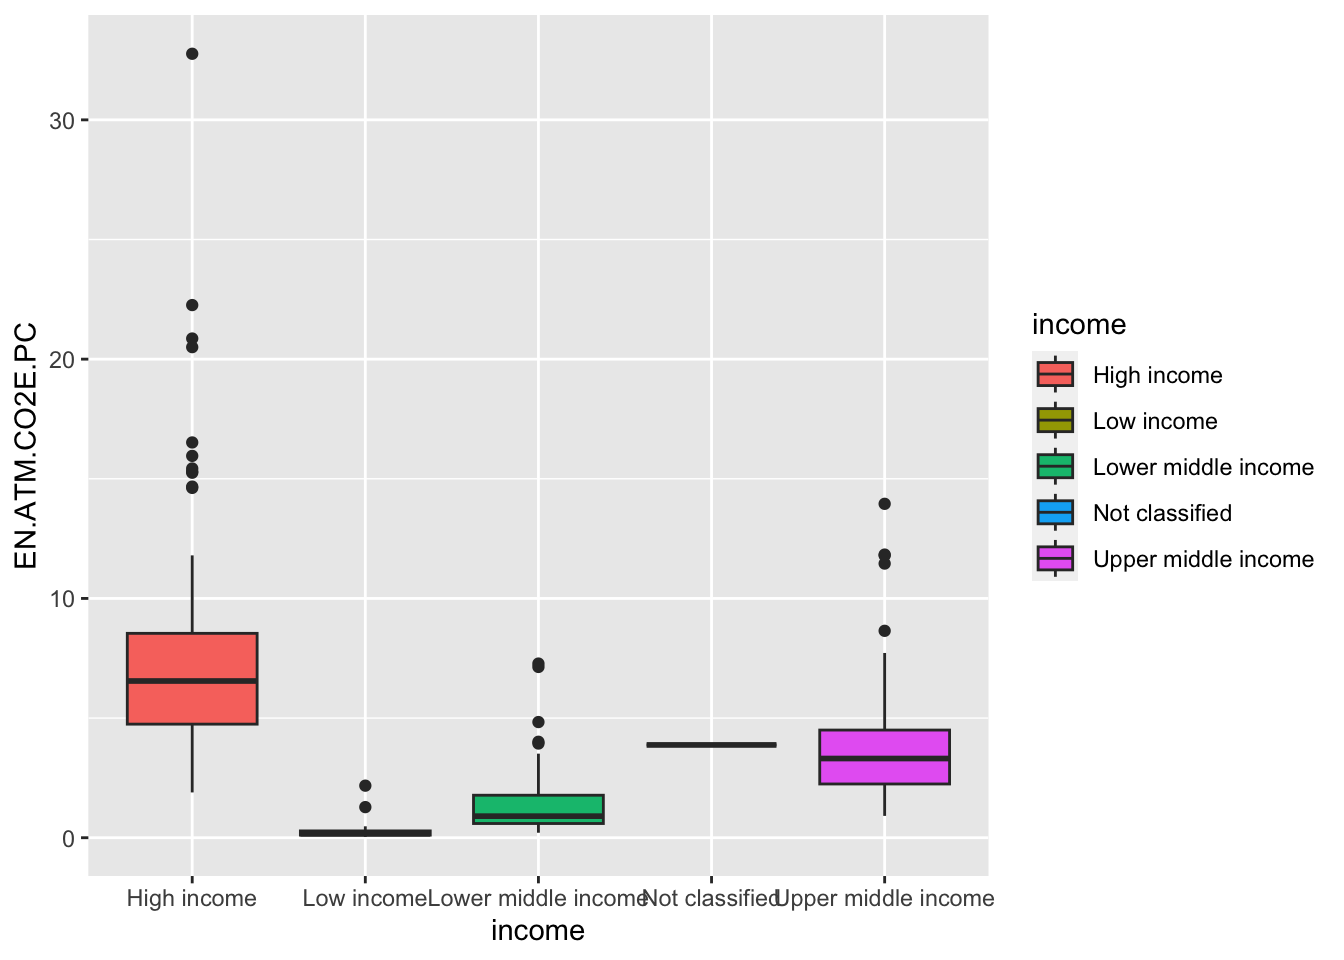 EN.ATM.CO2E.PC
30
20
10
0
High income
Low income
Lower middle income
Not classified
Upper middle income
income
income
High income
Low income
Lower middle income
Not classified
Upper middle income